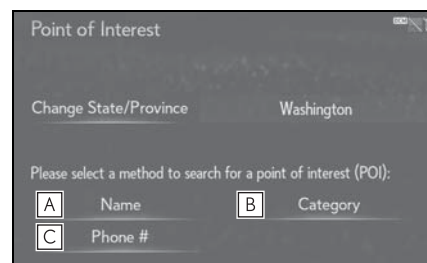 Point of Interest
DCM
Change State/Province Washington
Please select a method to search for a point of interest (POI):
A Name B Category
C Phone #